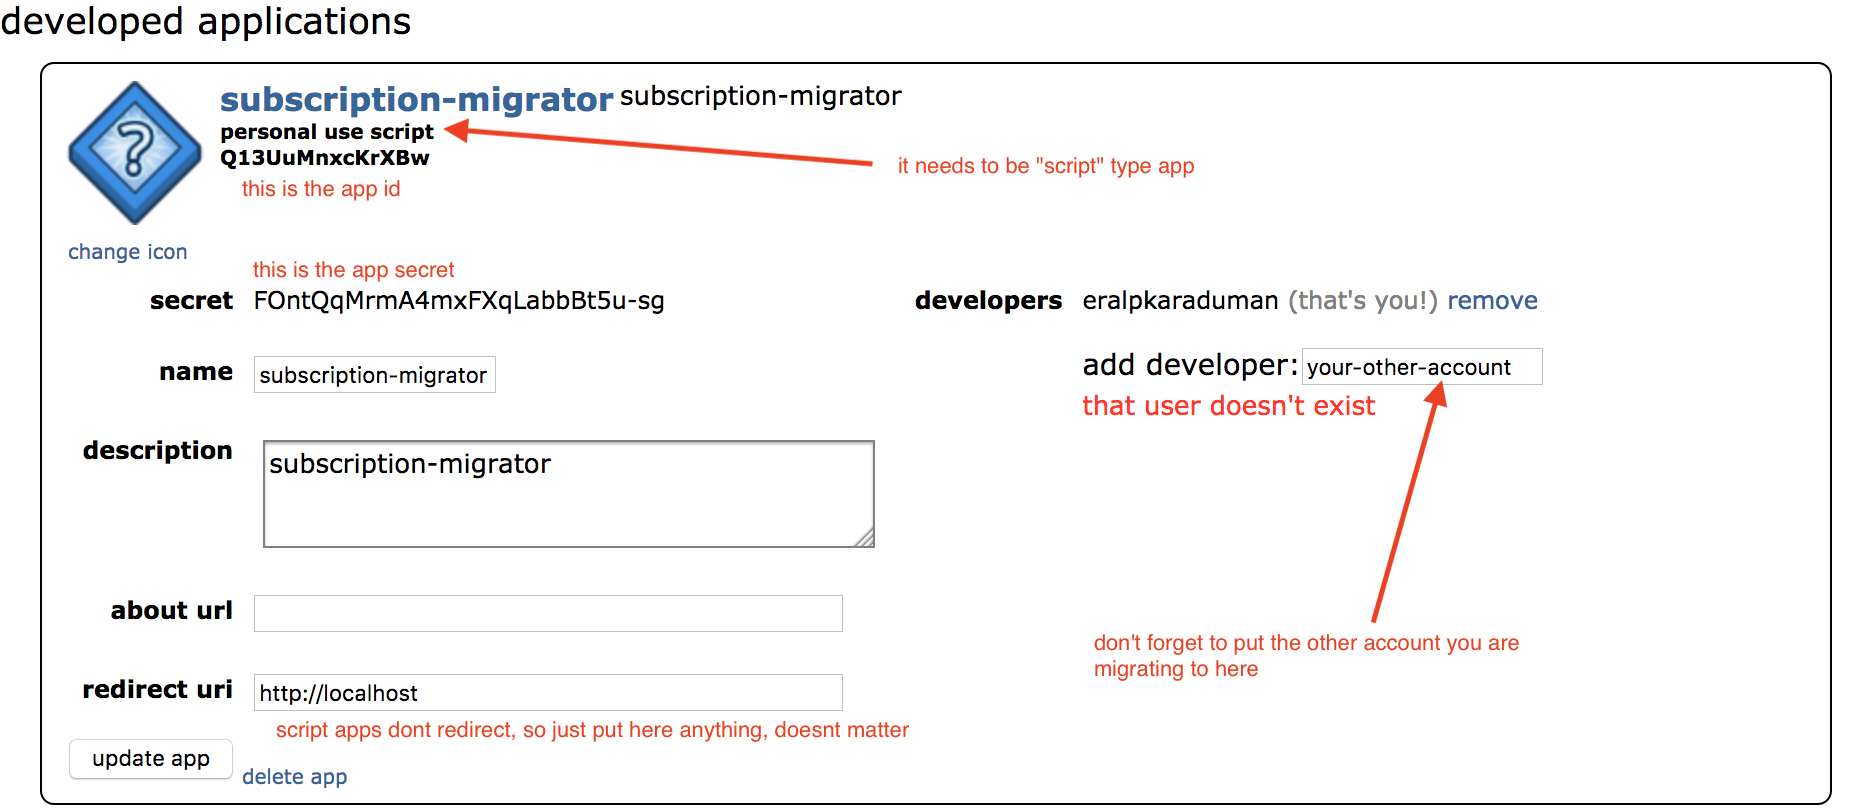 developed applications
subscription-migrator subscription-migrator
personal use script
Q13UuMnxcKrXBw
it needs to be "script" type app
this is the app id
change icon
this is the app secret
secret FOntQqMrmA4mxFXqLabbBt5u-sg
developers eralpkaraduman (that's you!) remove
name subscription-migrator
add developer: your-other-account
that user doesn't exist
description subscription-migrator
about url
don't forget to put the other account you are
migrating to here
redirect uri http://localhost
script apps dont redirect, so just put here anything, doesnt matter
update app
delete app